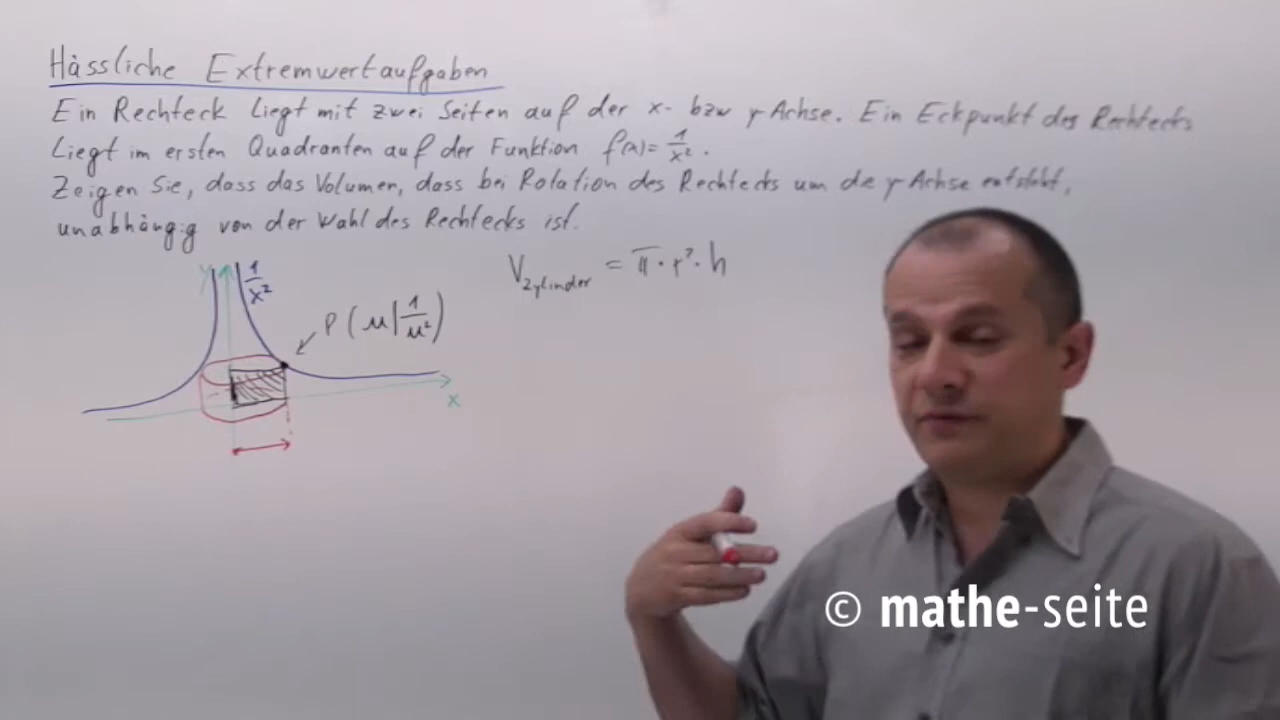 Hässliche Extremwertaufgaben
Ein Rechteck liegt mit zwei Seiten auf der x- bzw y-Achse. Ein Eckpunkt des Rechtecks
liegt im ersten Quadranten auf der Funktion f(x)=1/x².
Zeigen Sie, dass das Volumen, dass bei Rotation des Rechtecks um die y-Achse entsteht,
unabhängig von der Wahl des Rechtecks ist.
V Zylinder = π·r²·h
y
1/x²
P(u|1/u²)
x
© mathe-seite